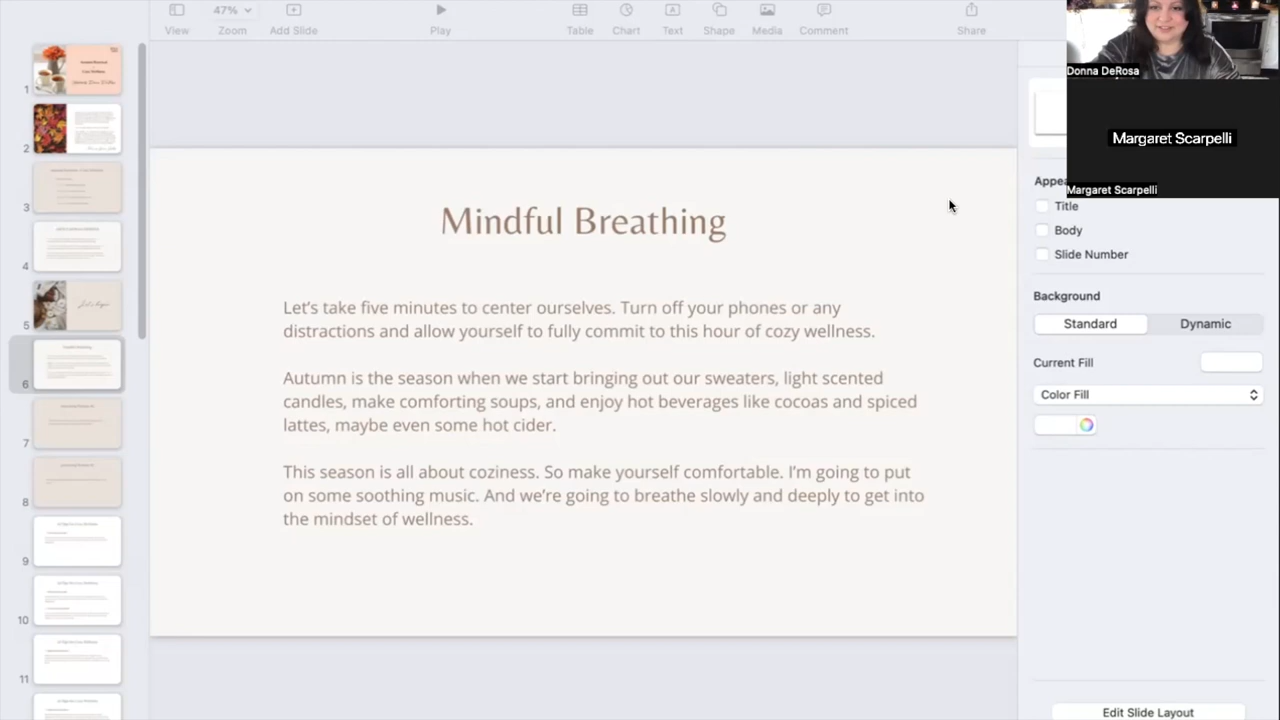 47%
View
Zoom
Add Slide
Play
Table
Chart
Text
Shape
Media
Comment
Share
Donna DeRosa
Margaret Scarpelli
Margaret Scarpelli
1
2
3
4
5
6
7
8
9
10
11
Mindful Breathing
Let's take five minutes to center ourselves. Turn off your phones or any
distractions and allow yourself to fully commit to this hour of cozy wellness.
Autumn is the season when we start bringing out our sweaters, light scented
candles, make comforting soups, and enjoy hot beverages like cocoas and spiced
lattes, maybe even some hot cider.
This season is all about coziness. So make yourself comfortable. I'm going to put
on some soothing music. And we're going to breathe slowly and deeply to get into
the mindset of wellness.
Title
Body
Slide Number
Background
Standard
Dynamic
Current Fill
Color Fill
Edit Slide Layout